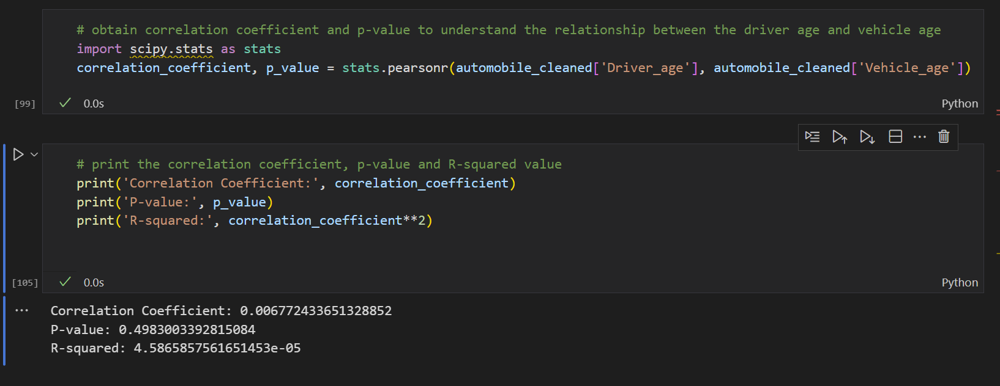 # obtain correlation coefficient and p-value to understand the relationship between the driver age and vehicle age
import scipy.stats as stats
correlation_coefficient, p_value = stats.pearsonr(automobile_cleaned['Driver_age'], automobile_cleaned['Vehicle_age'])
[99] 0.0s Python
# print the correlation coefficient, p-value and R-squared value
print('Correlation Coefficient:', correlation_coefficient)
print('P-value:', p_value)
print('R-squared:', correlation_coefficient**2)
[105] 0.0s Python
Correlation Coefficient: 0.006772433651328852
P-value: 0.4983003392815084
R-squared: 4.5865857561651453e-05